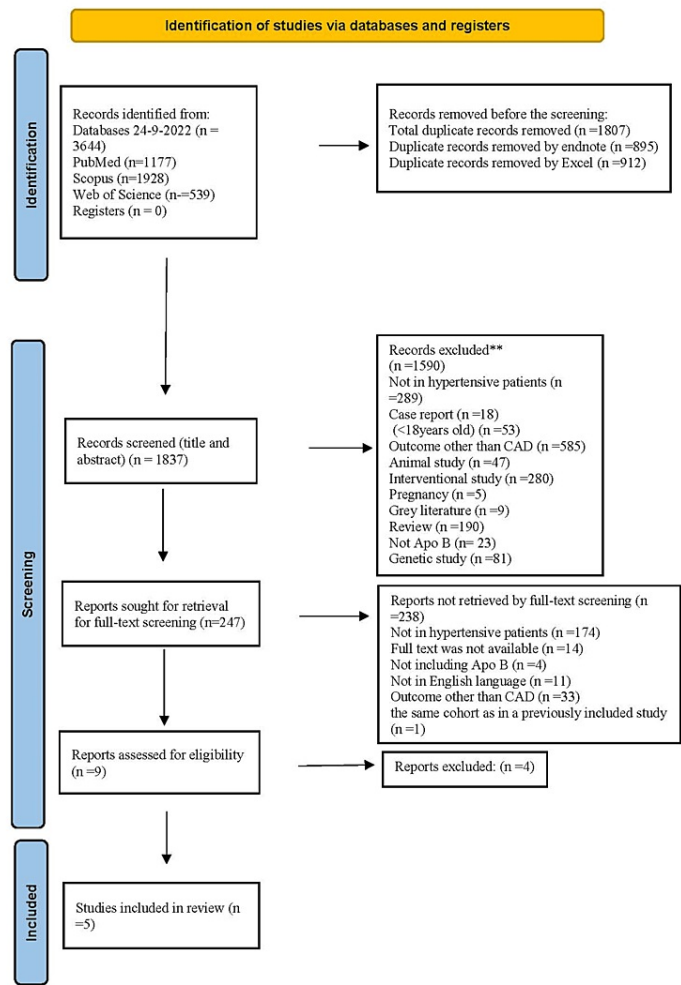 Identification of studies via databases and registers
Identification
Records identified from:
Databases 24-9-2022 (n =
3644)
PubMed (n=1177)
Scopus (n=1928)
Web of Science (n-=539)
Registers (n = 0)
Records removed before the screening:
Total duplicate records removed (n =1807)
Duplicate records removed by endnote (n =895)
Duplicate records removed by Excel (n =912)
Screening
Records screened (title and
abstract) (n = 1837)
Records excluded**
(n =1590)
Not in hypertensive patients (n
=289)
Case report (n =18)
(<18years old) (n =53)
Outcome other than CAD (n =585)
Animal study (n =47)
Interventional study (n =280)
Pregnancy (n =5)
Grey literature (n =9)
Review (n =190)
Not Apo B (n= 23)
Genetic study (n =81)
Reports sought for retrieval
for full-text screening (n=247)
Reports not retrieved by full-text screening (n
=238)
Not in hypertensive patients (n =174)
Full text was not available (n =14)
Not including Apo B (n =4)
Not in English language (n =11)
Outcome other than CAD (n =33)
the same cohort as in a previously included study
(n =1)
Reports assessed for eligibility
(n =9)
Reports excluded: (n =4)
Included
Studies included in review (n
=5)